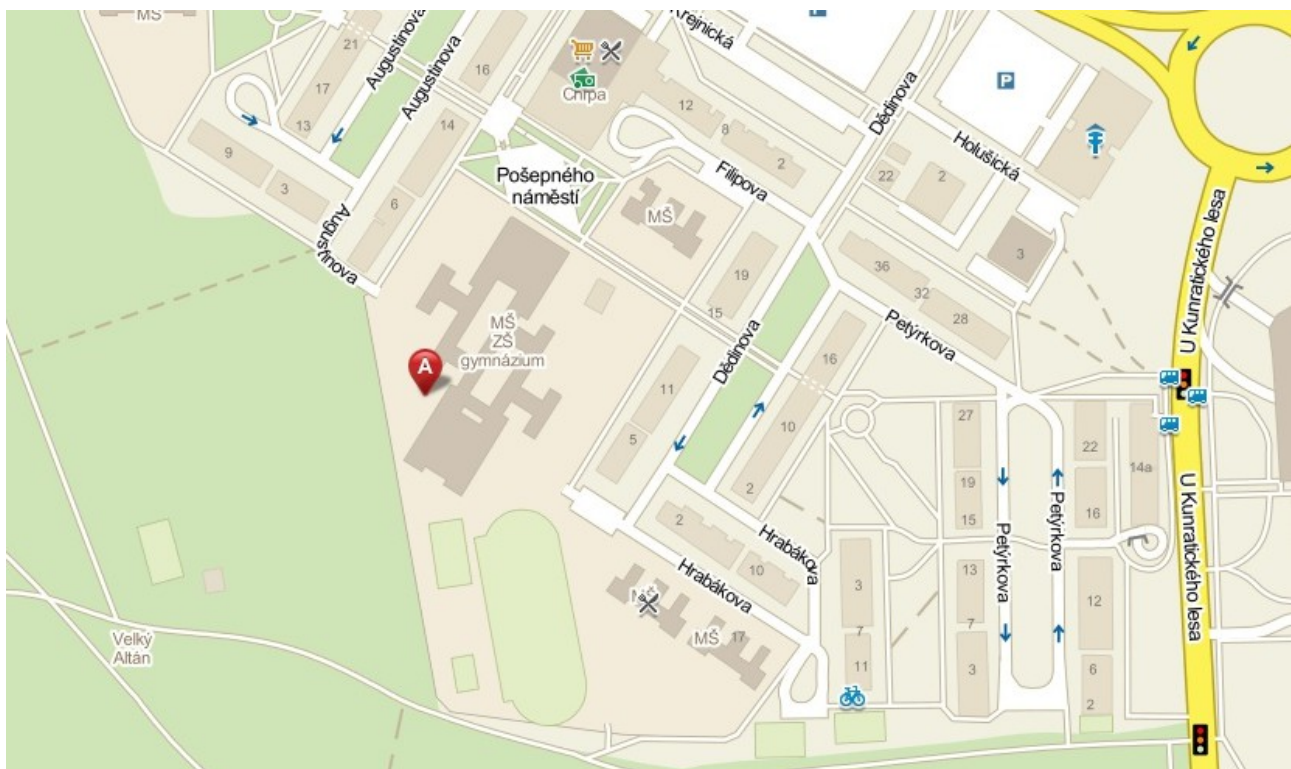 MŠ
Krejnická
P
21
Augustinova
Augustinova
16
17
13
14
9
3
6
Augustinova
Chrpa
12
8
2
Dědinova
Holušická
P
22
2
3
Pošepného
náměstí
MŠ
Filipova
19
15
36
32
28
U Kunratického lesa
MŠ
ZŠ
gymnázium
A
Dědinova
Petýrkova
11
5
16
10
2
27
19
15
22
16
14a
U Kunratického lesa
Petýrkova
Petýrkova
2
10
Hrabákova
Hrabákova
3
7
11
13
7
3
12
6
2
MŠ
MŠ
17
Velký
Altán